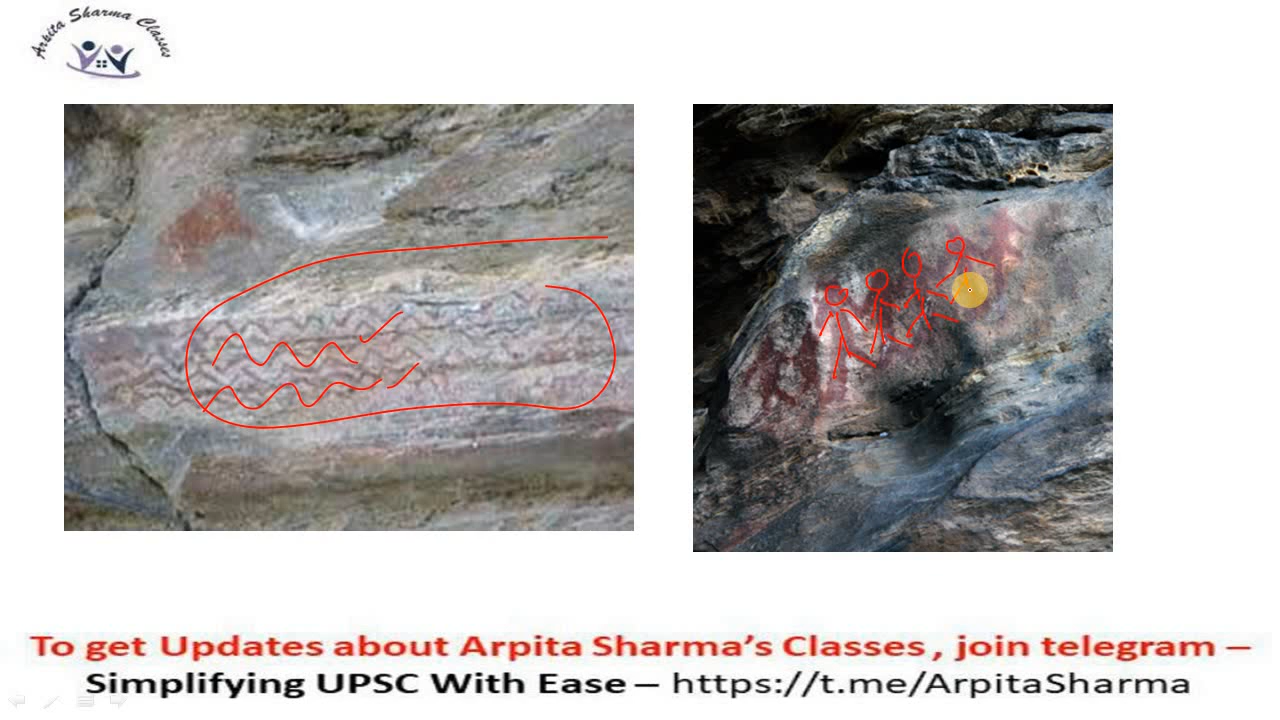 Arpita Sharma Classes
To get Updates about Arpita Sharma's Classes , join telegram –
Simplifying UPSC With Ease – https://t.me/ArpitaSharma